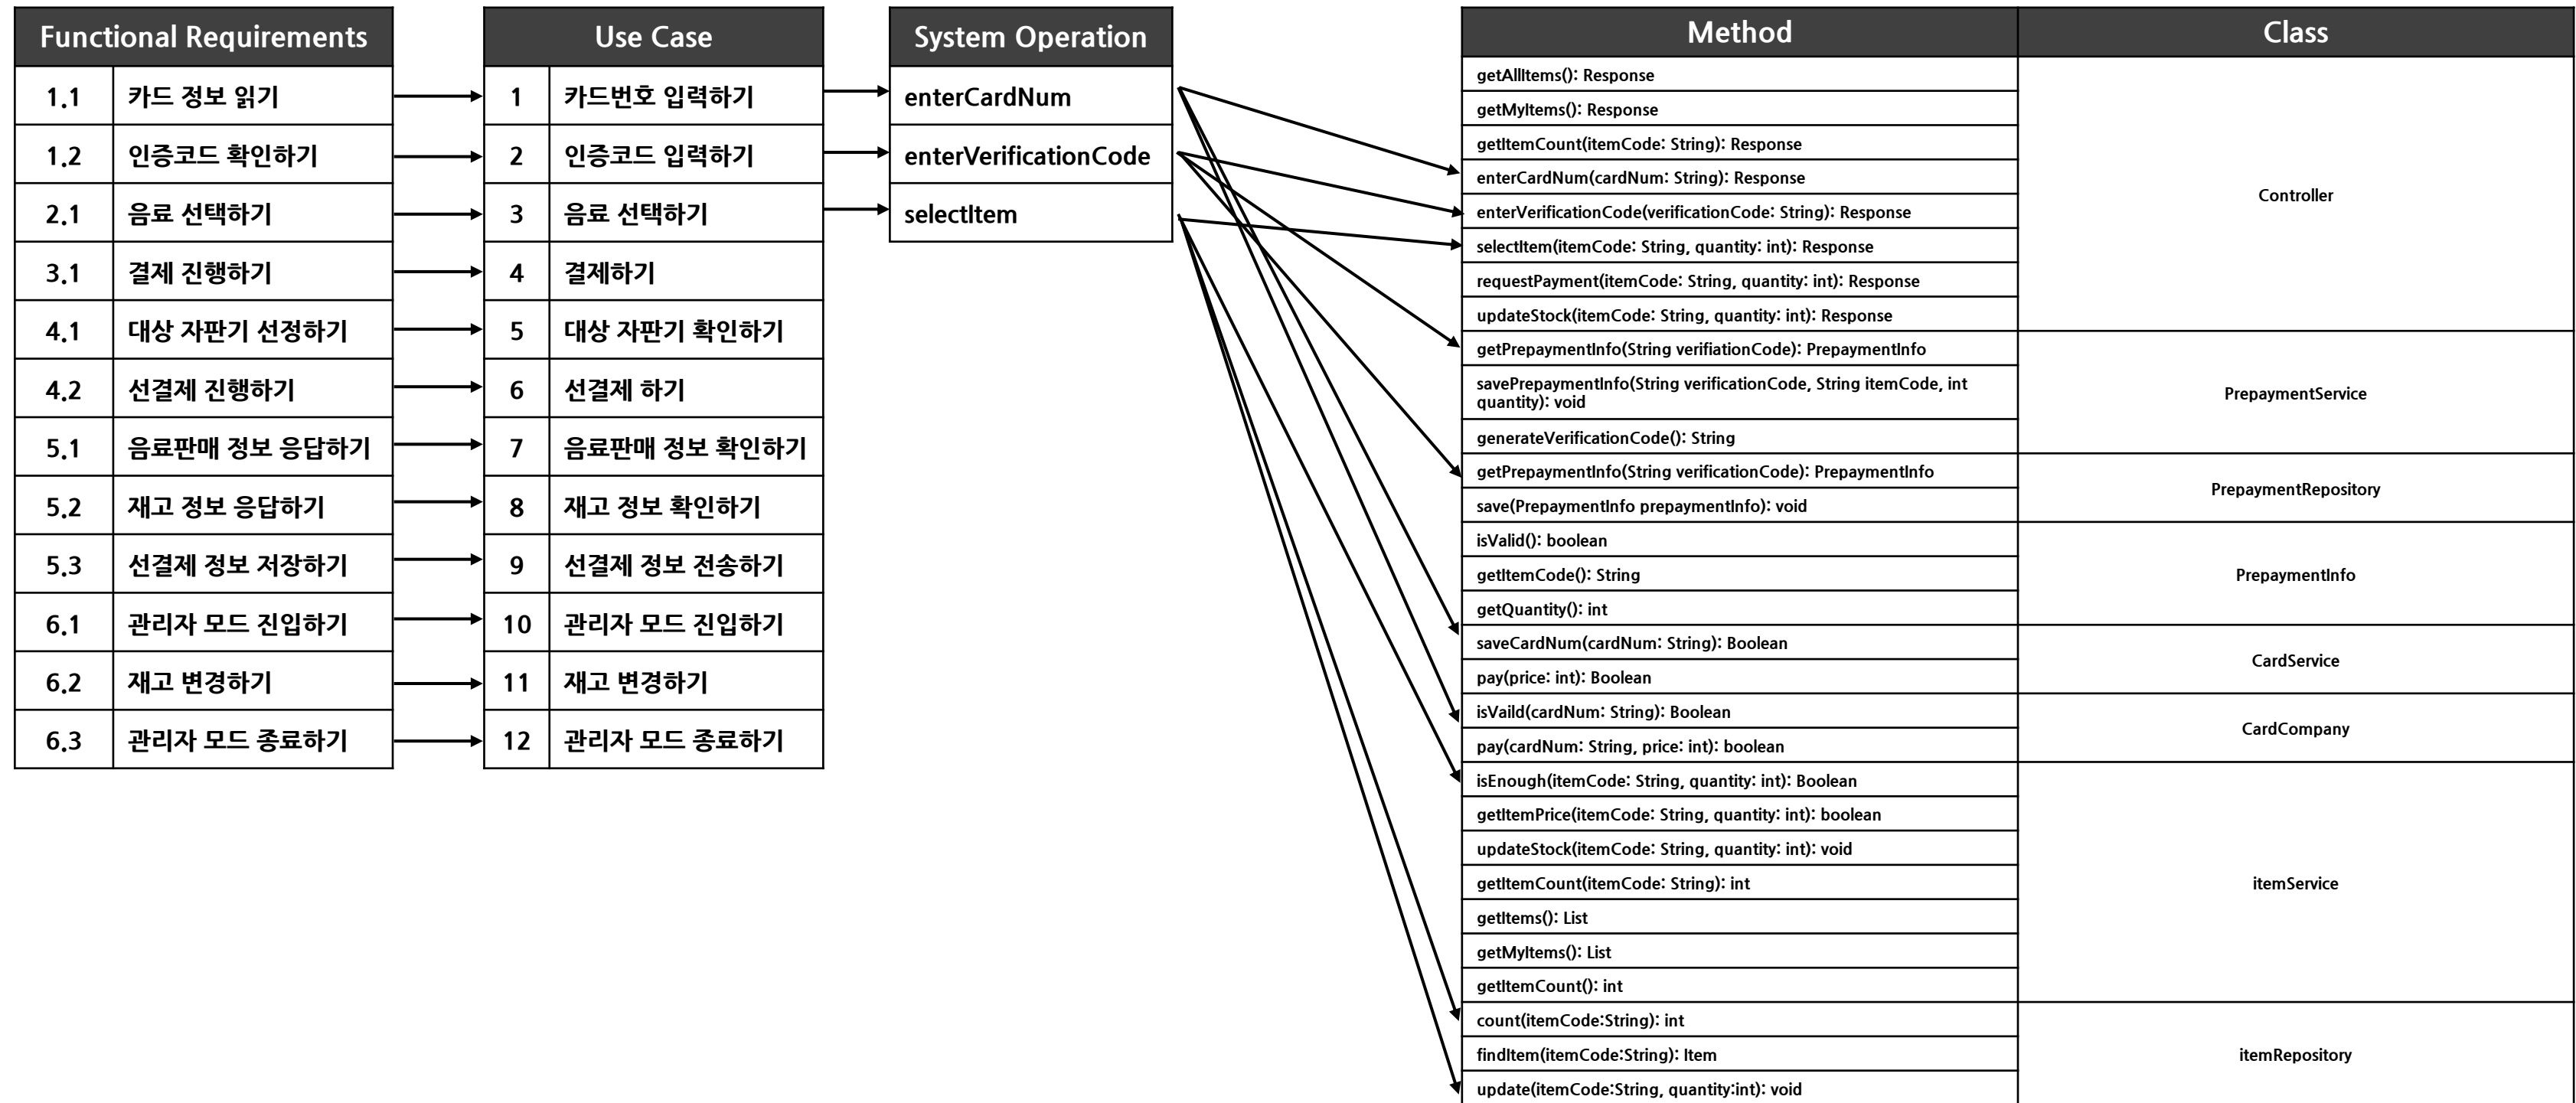 Functional Requirements
1.1 카드 정보 읽기
1.2 인증코드 확인하기
2.1 음료 선택하기
3.1 결제 진행하기
4.1 대상 자판기 선정하기
4.2 선결제 진행하기
5.1 음료판매 정보 응답하기
5.2 재고 정보 응답하기
5.3 선결제 정보 저장하기
6.1 관리자 모드 진입하기
6.2 재고 변경하기
6.3 관리자 모드 종료하기
Use Case
1 카드번호 입력하기
2 인증코드 입력하기
3 음료 선택하기
4 결제하기
5 대상 자판기 확인하기
6 선결제 하기
7 음료판매 정보 확인하기
8 재고 정보 확인하기
9 선결제 정보 전송하기
10 관리자 모드 진입하기
11 재고 변경하기
12 관리자 모드 종료하기
System Operation
enterCardNum
enterVerificationCode
selectItem
Method Class
getAllItems(): Response
getMyItems(): Response
getItemCount(itemCode: String): Response
enterCardNum(cardNum: String): Response
enterVerificationCode(verificationCode: String): Response
selectItem(itemCode: String, quantity: int): Response
requestPayment(itemCode: String, quantity: int): Response
updateStock(itemCode: String, quantity: int): Response
Controller
getPrepaymentInfo(String verifiationCode): PrepaymentInfo
savePrepaymentInfo(String verificationCode, String itemCode, int
quantity): void
generateVerificationCode(): String
PrepaymentService
getPrepaymentInfo(String verificationCode): PrepaymentInfo
save(PrepaymentInfo prepaymentInfo): void
PrepaymentRepository
isValid(): boolean
getItemCode(): String
getQuantity(): int
PrepaymentInfo
saveCardNum(cardNum: String): Boolean
pay(price: int): Boolean
CardService
isVaild(cardNum: String): Boolean
pay(cardNum: String, price: int): boolean
CardCompany
isEnough(itemCode: String, quantity: int): Boolean
getItemPrice(itemCode: String, quantity: int): boolean
updateStock(itemCode: String, quantity: int): void
getItemCount(itemCode: String): int
getItems(): List
getMyItems(): List
getItemCount(): int
itemService
count(itemCode:String): int
findItem(itemCode:String): Item
update(itemCode:String, quantity:int): void
itemRepository